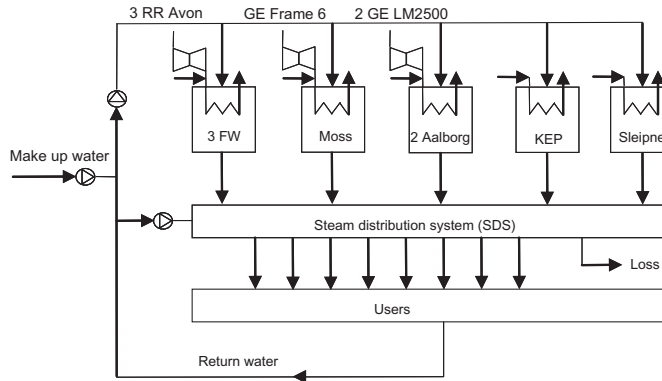 3 RR Avon
GE Frame 6
2 GE LM2500
3 FW
Moss
2 Aalborg
KEP
Sleipne
Make up water
Steam distribution system (SDS)
Loss
Users
Return water